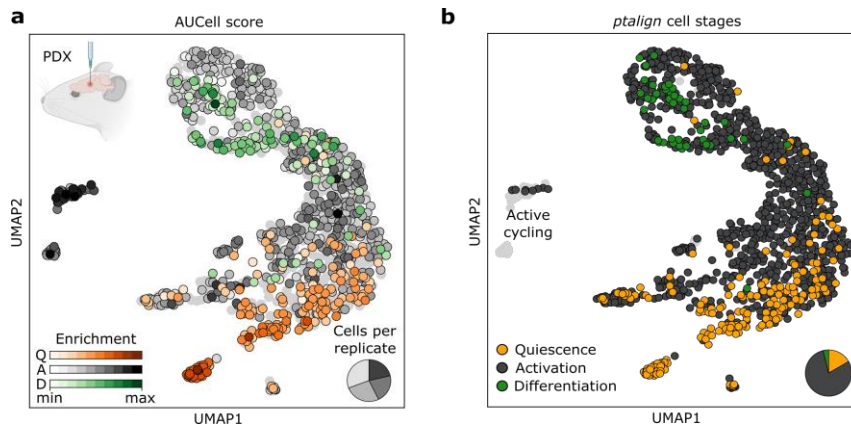 a
AUCell score
PDX
UMAP2
Enrichment
Q
A
D
min
max
Cells per
replicate
UMAP1
b
ptalign cell stages
UMAP2
Active
cycling
Quiescence
Activation
Differentiation
UMAP1